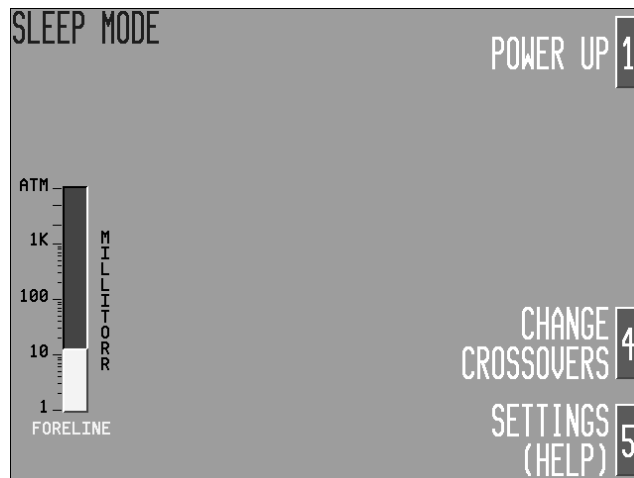 SLEEP MODE
POWER UP 1
ATM
1K
100
10
1
MILLITORR
FORELINE
CHANGE
CROSSOVERS 4
SETTINGS
(HELP) 5